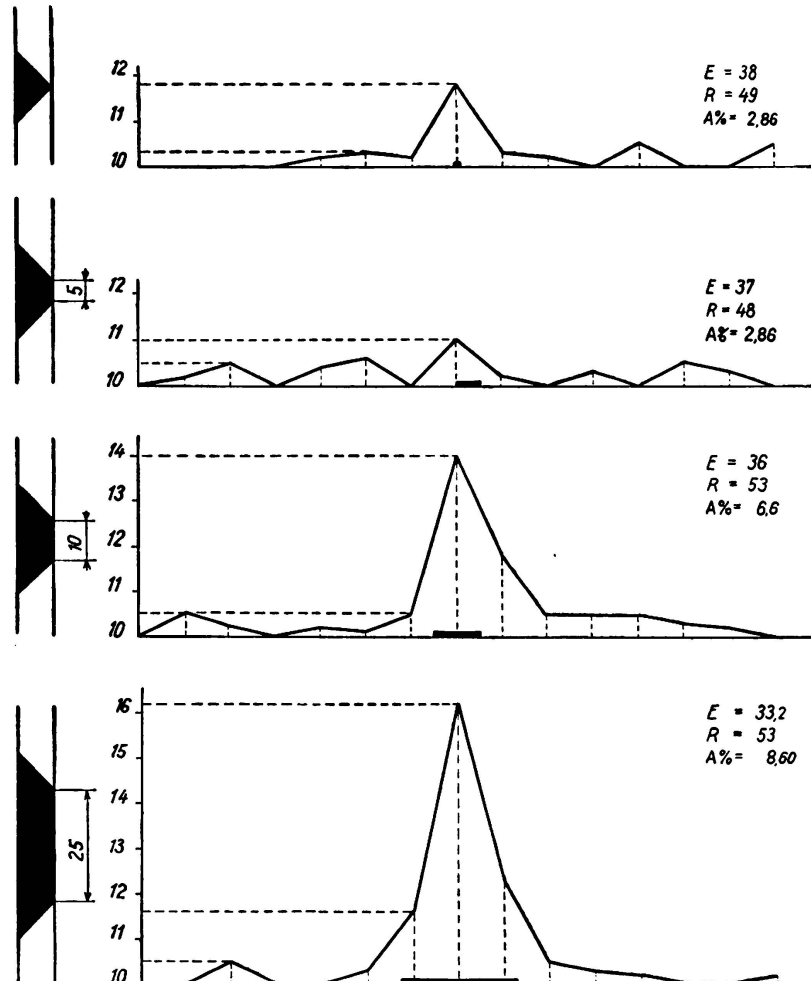 12
11
10
E = 38
R = 49
A% = 2,86
5
12
11
10
E = 37
R = 48
A% = 2,86
10
14
13
12
11
10
E = 36
R = 53
A% = 6,6
25
16
15
14
13
12
11
10
E = 33,2
R = 53
A% = 8,60